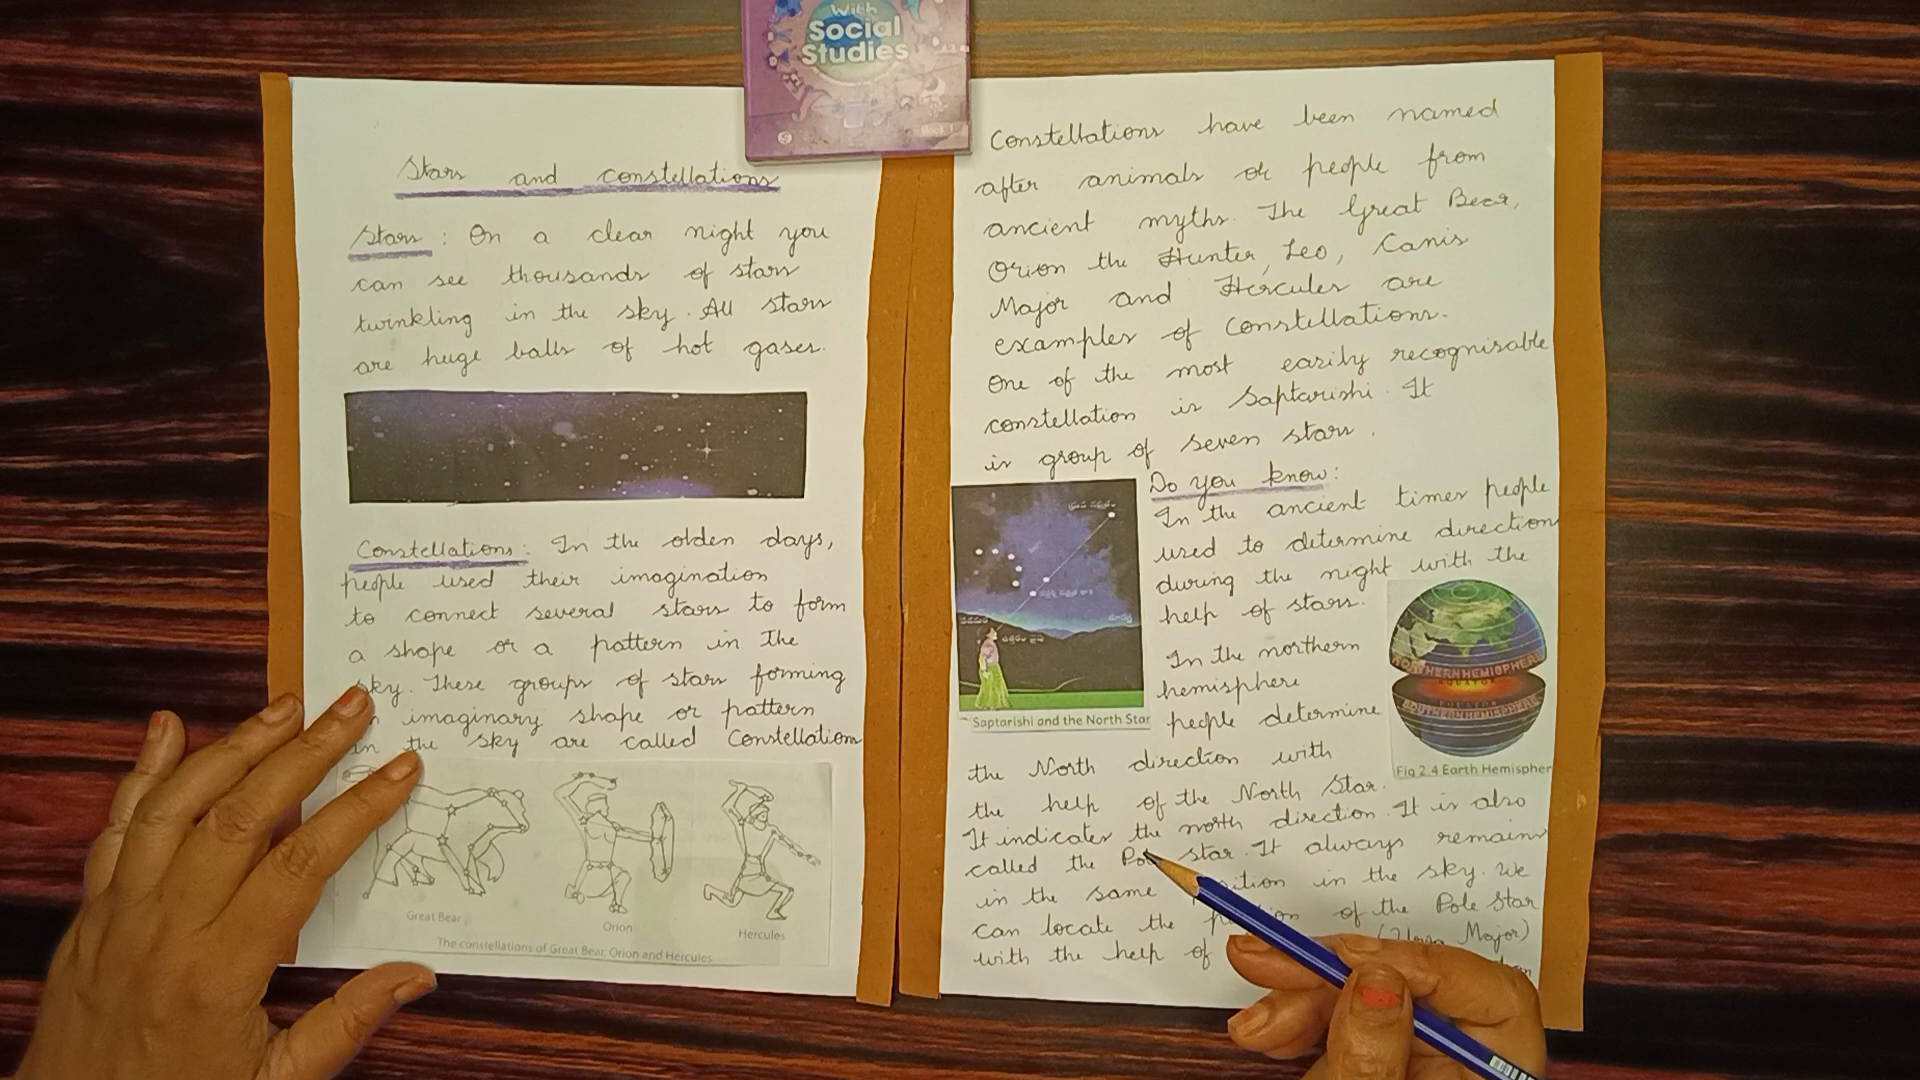 With
Social
Studies
Stars and constellations
Stars : On a clear night you
can see thousands of stars
twinkling in the sky. All stars
are huge balls of hot gases.
Constellations : In the olden days,
people used their imagination
to connect several stars to form
a shape or a pattern in the
sky. These groups of stars forming
imaginary shape or pattern
in the sky are called Constellations
Great Bear
Orion
Hercules
The constellations of Great Bear, Orion and Hercules
Constellations have been named
after animals or people from
ancient myths. The Great Bear,
Orion the Hunter, Leo, Canis
Major and Hercules are
examples of Constellations.
One of the most easily recognisable
constellation is Saptarishi. It
is group of seven stars.
Do you know :
In the ancient times people
used to determine direction
during the night with the
help of stars.
Saptarishi and the North Star
In the northern
hemisphere
people determine
NORTHERN HEMISPHERE
EQUATOR
EQUATOR
SOUTHERN HEMISPHERE
Fig 2.4 Earth Hemispher
the North direction with
the help of the North Star.
It indicates the north direction. It is also
called the Pole star. It always remains
in the same in the sky. We
can locate the of the Pole Star
with the help of (Ursa Major)